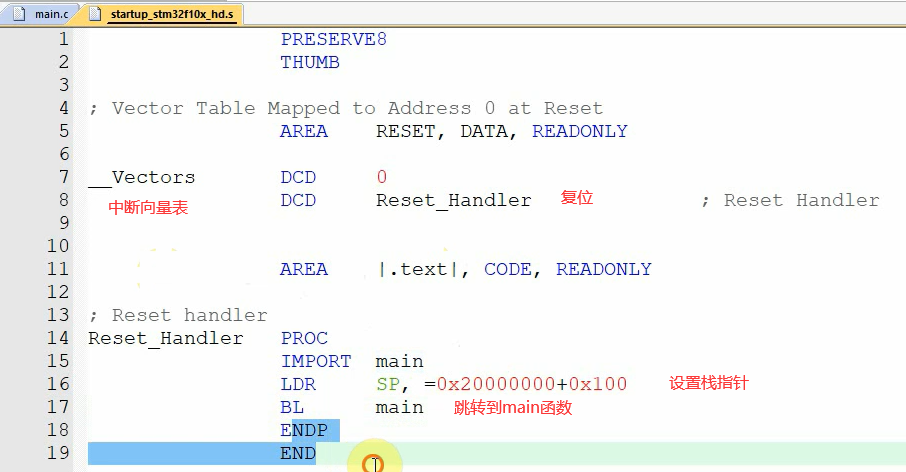 main.c startup_stm32f10x_hd.s
1 PRESERVE8
2 THUMB
3
4 ; Vector Table Mapped to Address 0 at Reset
5 AREA RESET, DATA, READONLY
6
7 __Vectors DCD 0
8 DCD Reset_Handler 复位 ; Reset Handler
中断向量表
9
10
11 AREA |.text|, CODE, READONLY
12
13 ; Reset handler
14 Reset_Handler PROC
15 IMPORT main
16 LDR SP, =0x20000000+0x100 设置栈指针
17 BL main 跳转到main函数
18 ENDP
19 END